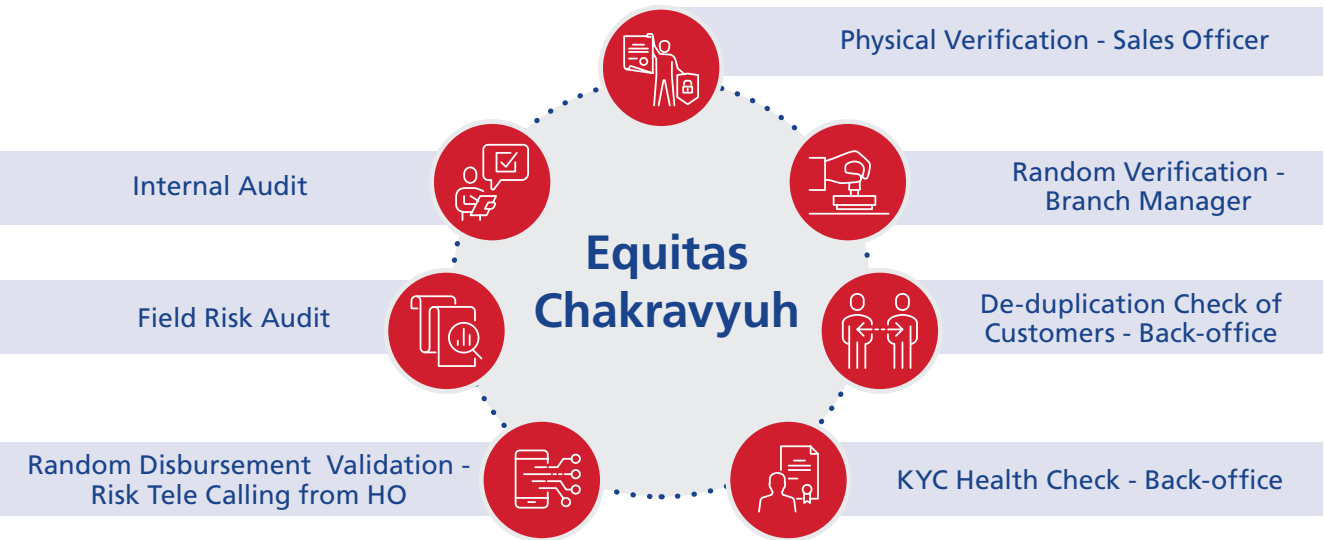 Physical Verification - Sales Officer
Random Verification -
Branch Manager
De-duplication Check of
Customers - Back-office
KYC Health Check - Back-office
Random Disbursement Validation -
Risk Tele Calling from HO
Field Risk Audit
Internal Audit
Equitas
Chakravyuh